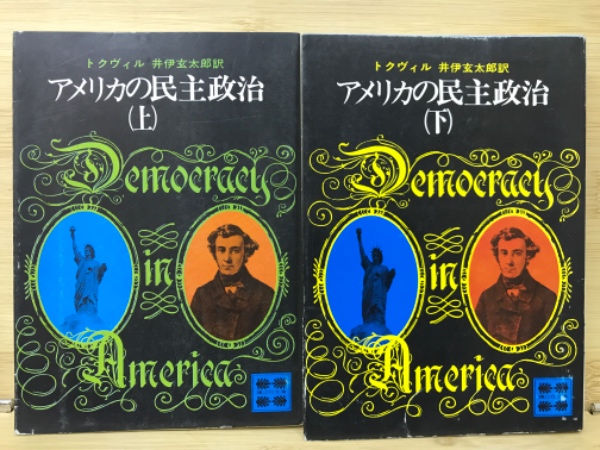 トクヴィル 井伊玄太郎訳
アメリカの民主政治
(上)
Democracy
in
America
トクヴィル 井伊玄太郎訳
アメリカの民主政治
(下)
Democracy
in
America